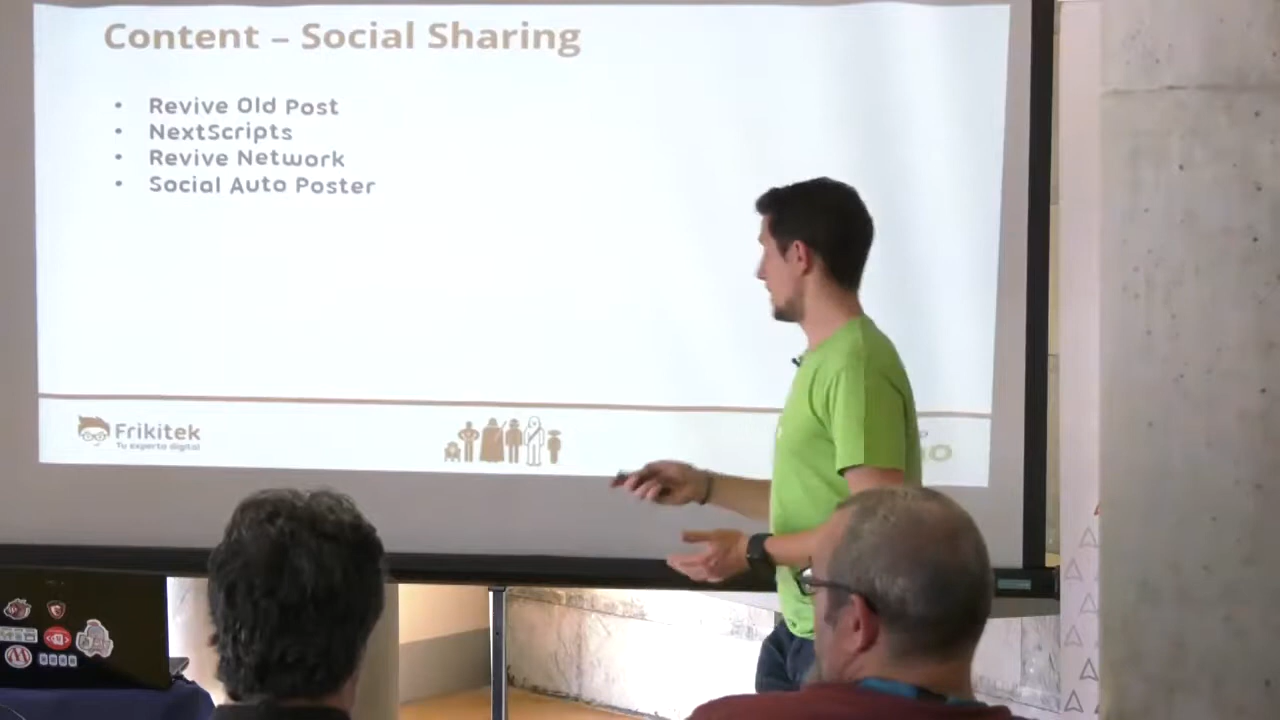 Content – Social Sharing
• Revive Old Post
• NextScripts
• Revive Network
• Social Auto Poster
Frikitek
Tu experto digital